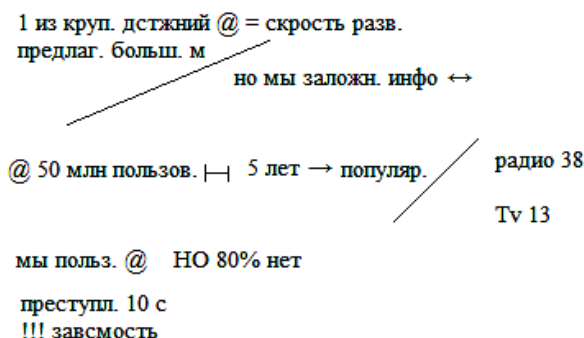 1 из круп. дстжний @ = скрость разв.
предлаг. больш. м
но мы заложн. инфо ↔
@ 50 млн пользов. |—| 5 лет → популяр.
радио 38
Tv 13
мы польз. @ НО 80% нет
преступл. 10 с
!!! завсмость